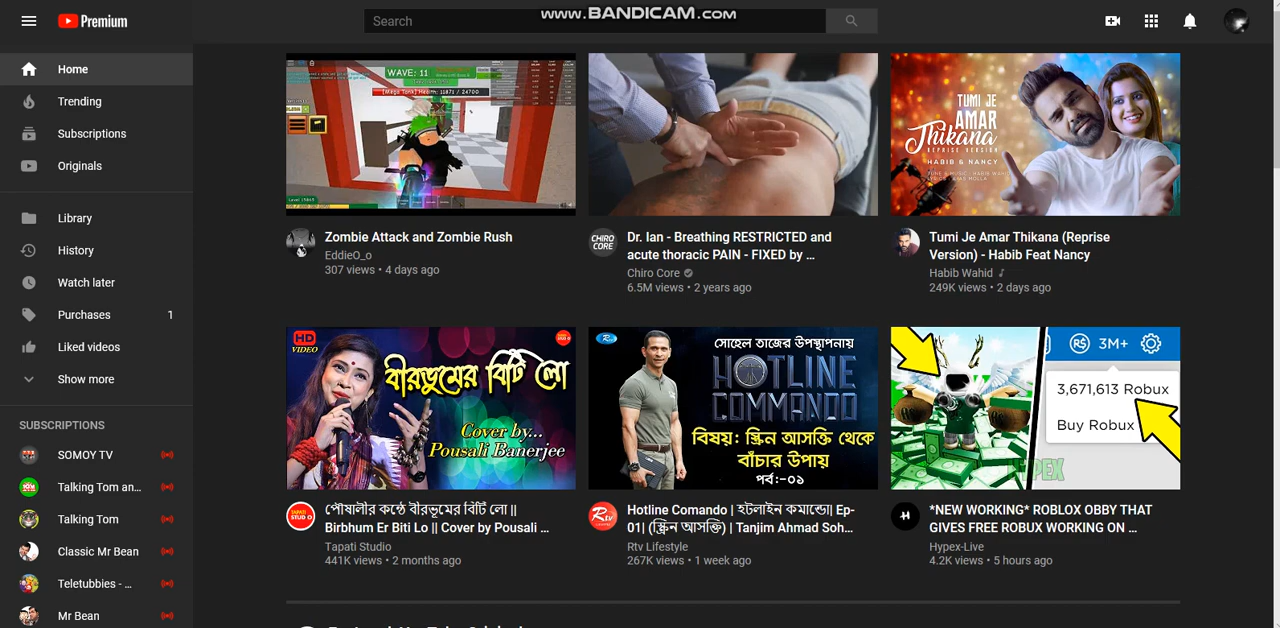 Premium
Search
www.BANDICAM.com
Home
Trending
Subscriptions
Originals
Library
History
Watch later
Purchases 1
Liked videos
Show more
SUBSCRIPTIONS
SOMOY TV
Talking Tom an...
Talking Tom
Classic Mr Bean
Teletubbies - ...
Mr Bean
WAVE: 11
Zombie Attack and Zombie Rush
EddieO_o
307 views • 4 days ago
CHIRO
CORE
Dr. Ian - Breathing RESTRICTED and
acute thoracic PAIN - FIXED by ...
Chiro Core
6.5M views • 2 years ago
TUMI JE
AMAR
Thikana
REPRISE VERSION
HABIB & NANCY
Tumi Je Amar Thikana (Reprise
Version) - Habib Feat Nancy
Habib Wahid
249K views • 2 days ago
HD
VIDEO
বীরভূমের বিটি লো
Cover by...
Pousali Banerjee
পৌষালীর কন্ঠে বীরভূমের বিটি লো ||
Birbhum Er Biti Lo || Cover by Pousali ...
Tapati Studio
441K views • 2 months ago
সোহেল তাজের উপস্থাপনায়
HOTLINE
COMMANDO
বিষয়: স্ক্রিন আসক্তি থেকে
বাঁচার উপায়
পর্ব:-০১
Hotline Comando | হটলাইন কমান্ডো|| Ep-
01| (স্ক্রিন আসক্তি) | Tanjim Ahmad Soh...
Rtv Lifestyle
267K views • 1 week ago
3M+
3,671,613 Robux
Buy Robux
*NEW WORKING* ROBLOX OBBY THAT
GIVES FREE ROBUX WORKING ON ...
Hypex-Live
4.2K views • 5 hours ago